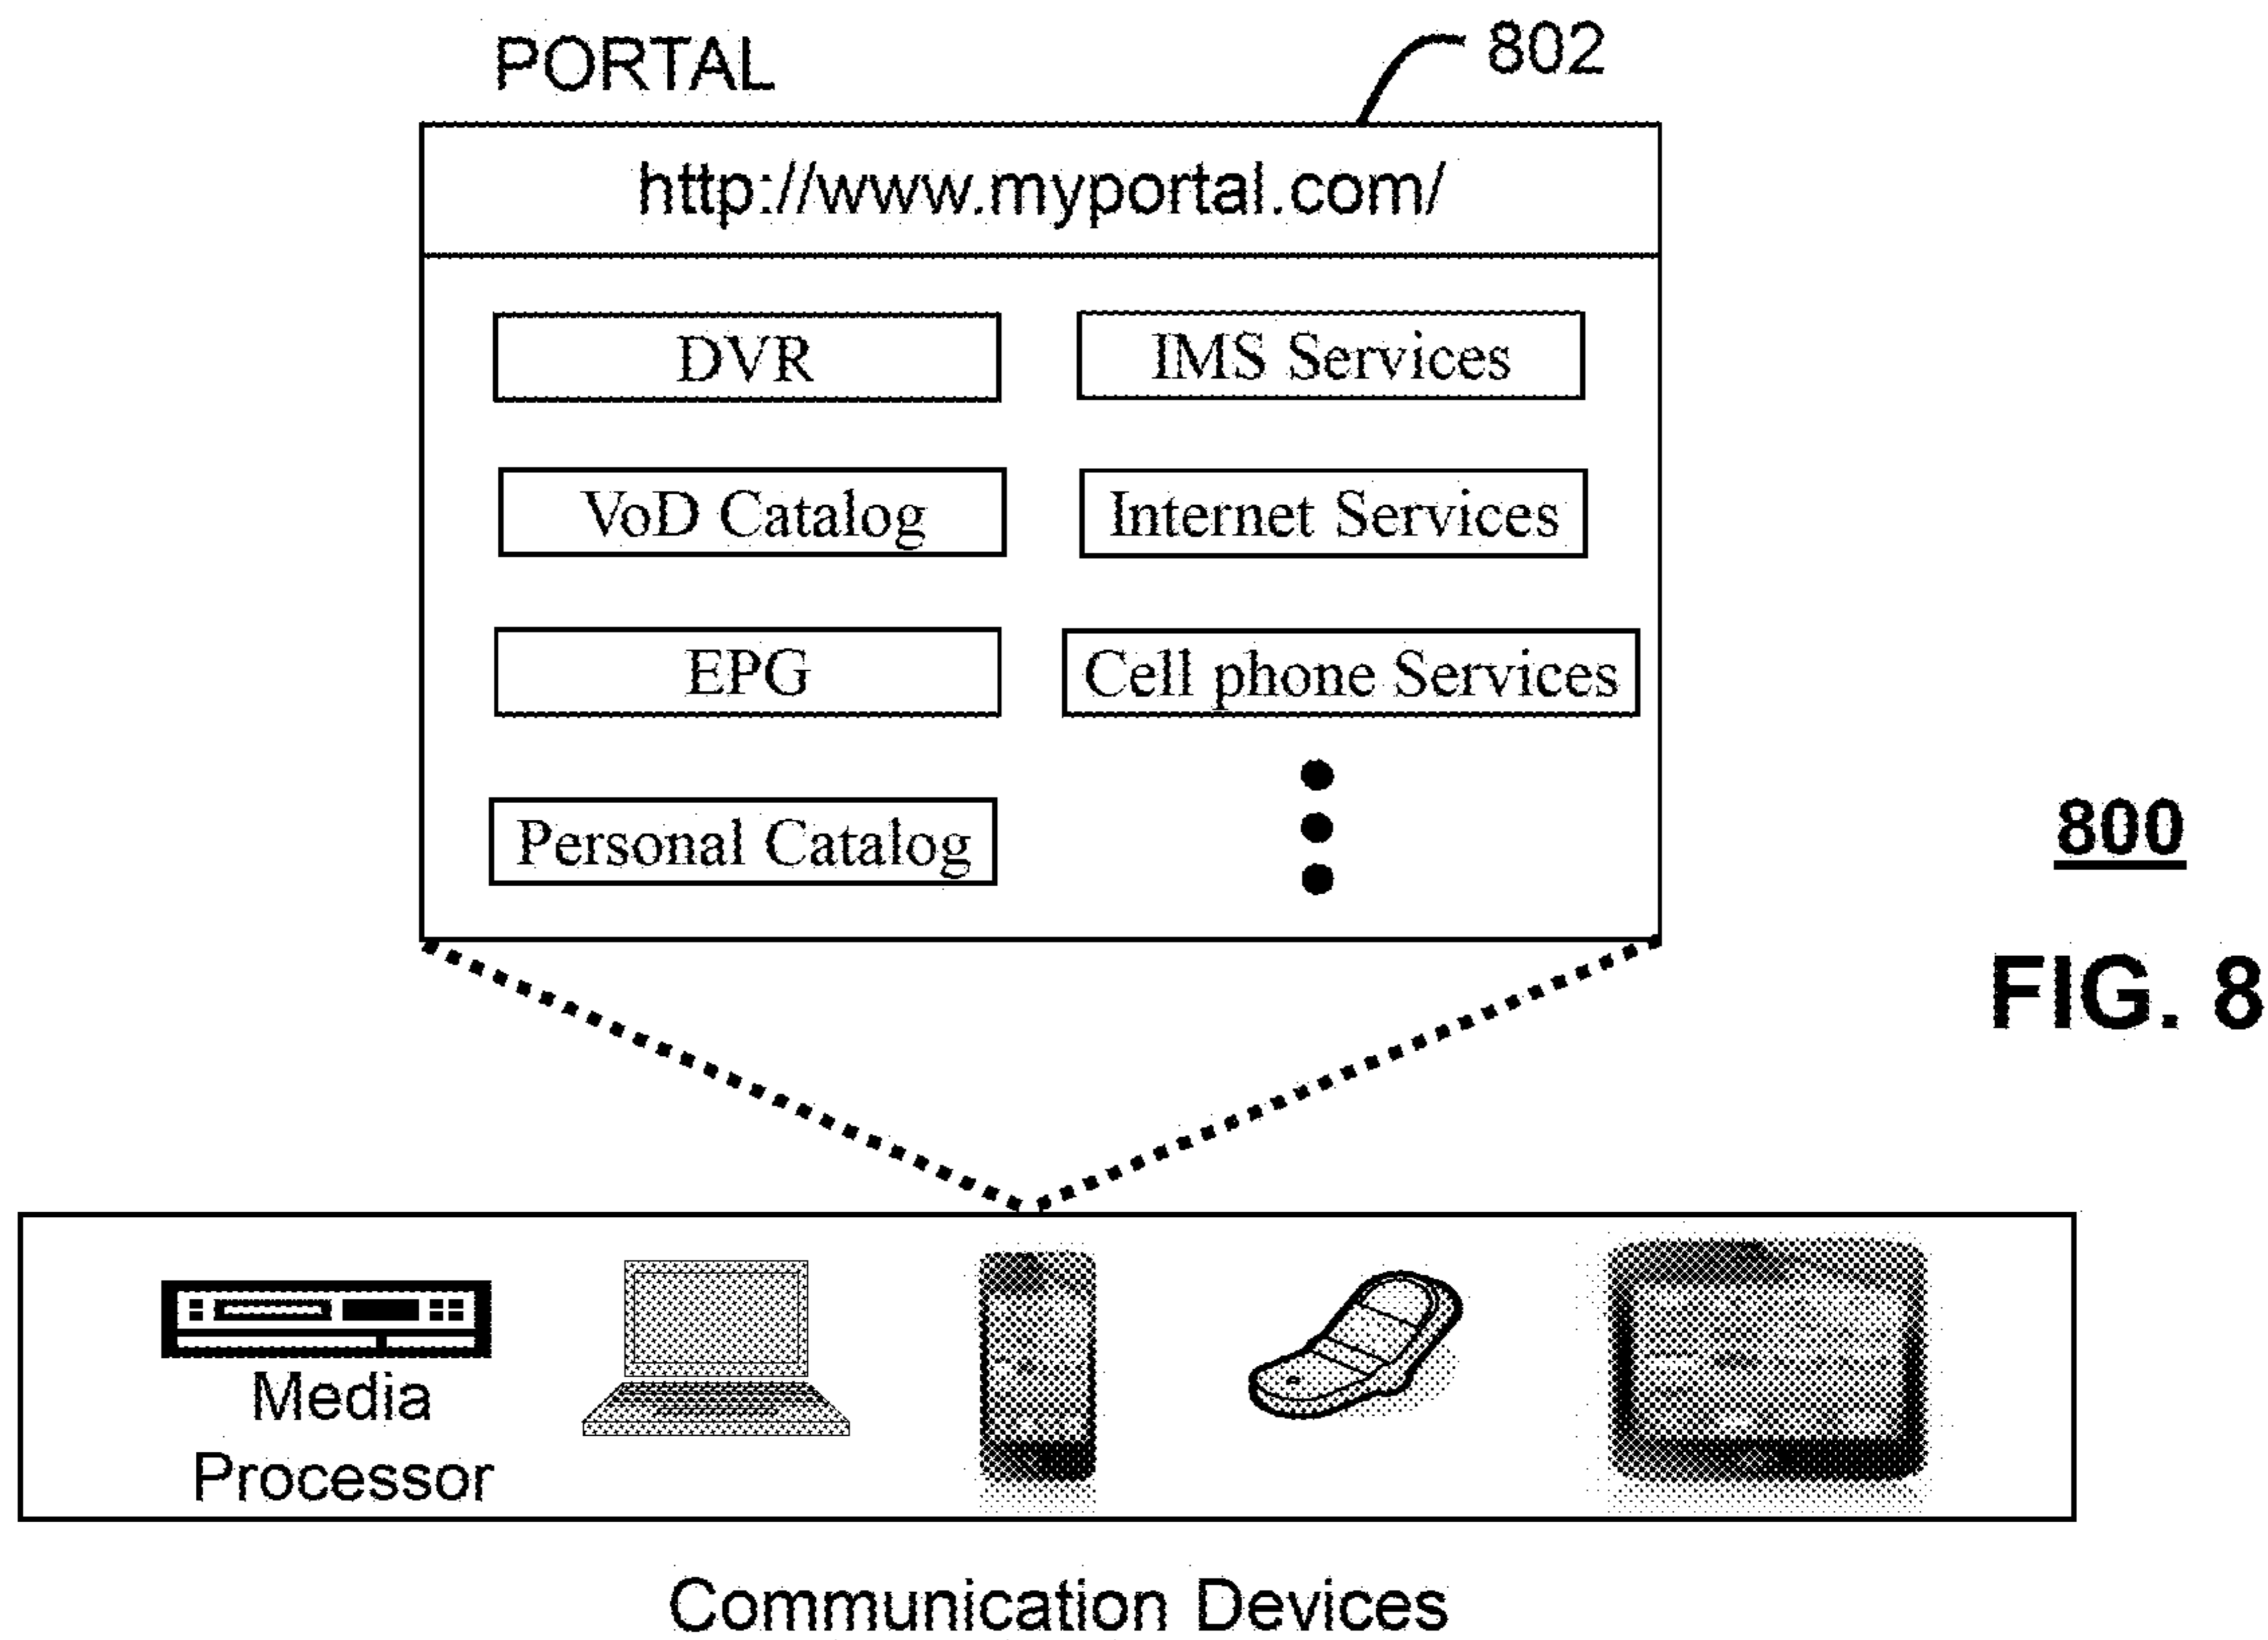 PORTAL
802
http://www.myportal.com/
DVR
IMS Services
VoD Catalog
Internet Services
EPG
Cell phone Services
Personal Catalog
800
FIG. 8
Media
Processor
Communication Devices